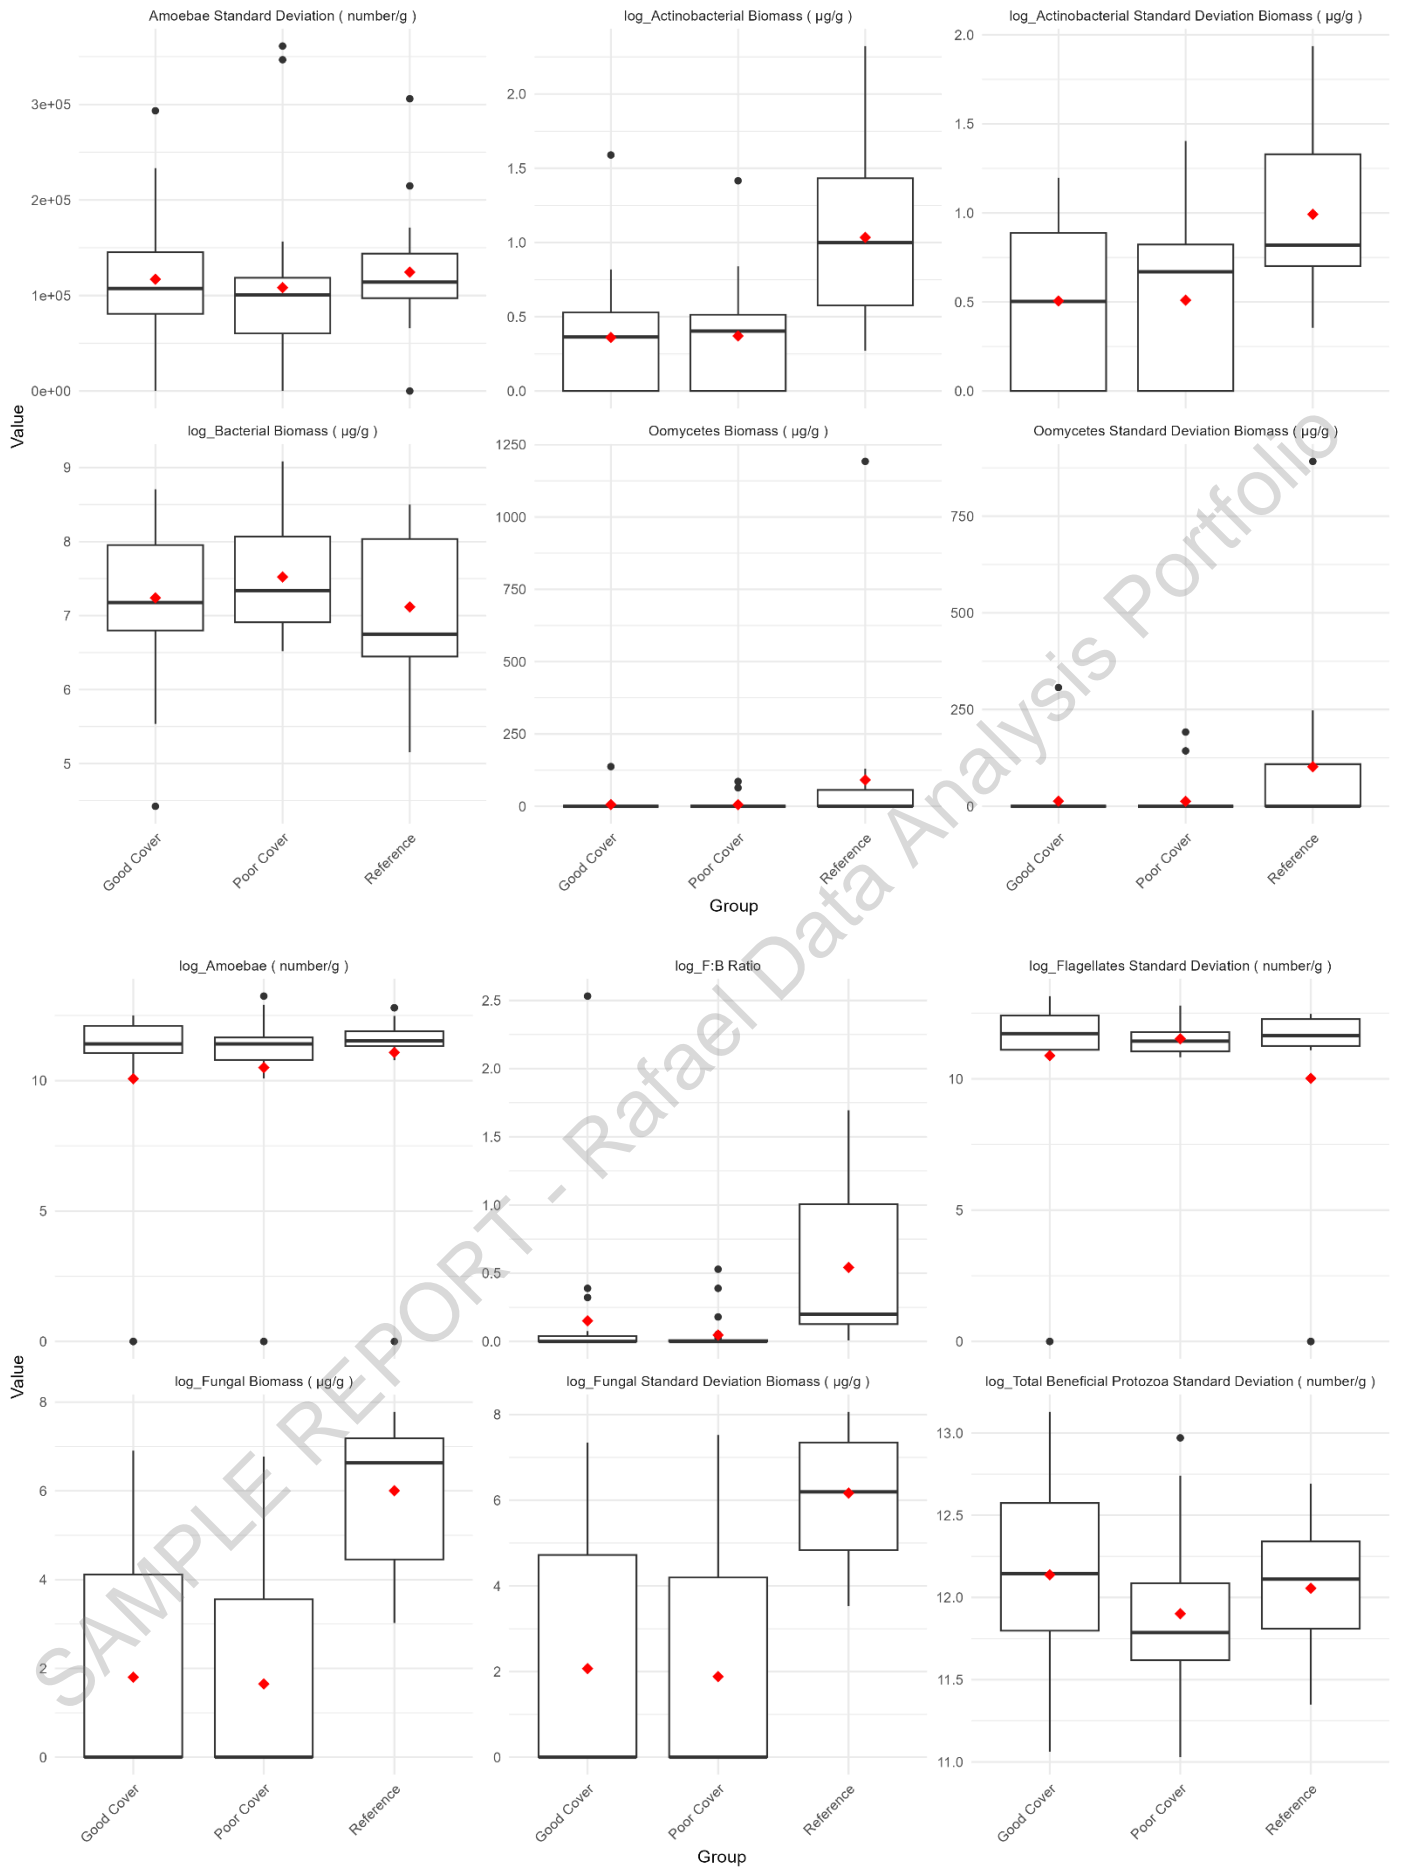 Amoebae Standard Deviation ( number/g )
log_Actinobacterial Biomass ( µg/g )
log_Actinobacterial Standard Deviation Biomass ( µg/g )
3e+05
2e+05
1e+05
0e+00
2.0
1.5
1.0
0.5
0.0
2.0
1.5
1.0
0.5
0.0
Value
log_Bacterial Biomass ( µg/g )
Oomycetes Biomass ( µg/g )
Oomycetes Standard Deviation Biomass ( µg/g )
9
8
7
6
5
1250
1000
750
500
250
0
750
500
250
0
Good Cover
Poor Cover
Reference
Good Cover
Poor Cover
Reference
Good Cover
Poor Cover
Reference
Group
log_Amoebae ( number/g )
log_F:B Ratio
log_Flagellates Standard Deviation ( number/g )
10
5
0
2.5
2.0
1.5
1.0
0.5
0.0
10
5
0
Value
log_Fungal Biomass ( µg/g )
log_Fungal Standard Deviation Biomass ( µg/g )
log_Total Beneficial Protozoa Standard Deviation ( number/g )
8
6
4
2
0
8
6
4
2
0
13.0
12.5
12.0
11.5
11.0
Good Cover
Poor Cover
Reference
Good Cover
Poor Cover
Reference
Good Cover
Poor Cover
Reference
Group
SAMPLE REPORT - Rafael Data Analysis Portfolio